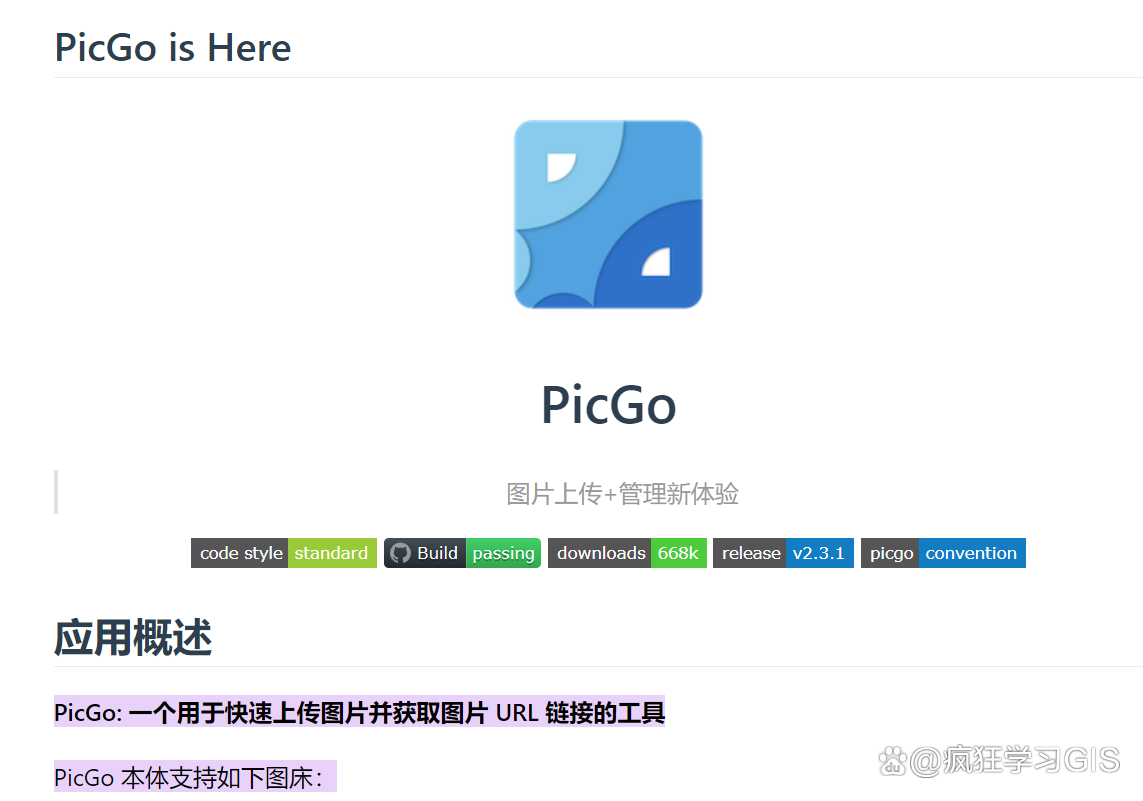 PicGo is Here
PicGo
图片上传+管理新体验
code style standard Build passing downloads 668k release v2.3.1 picgo convention
应用概述
PicGo: 一个用于快速上传图片并获取图片 URL 链接的工具
PicGo 本体支持如下图床：
du @疯狂学习GIS